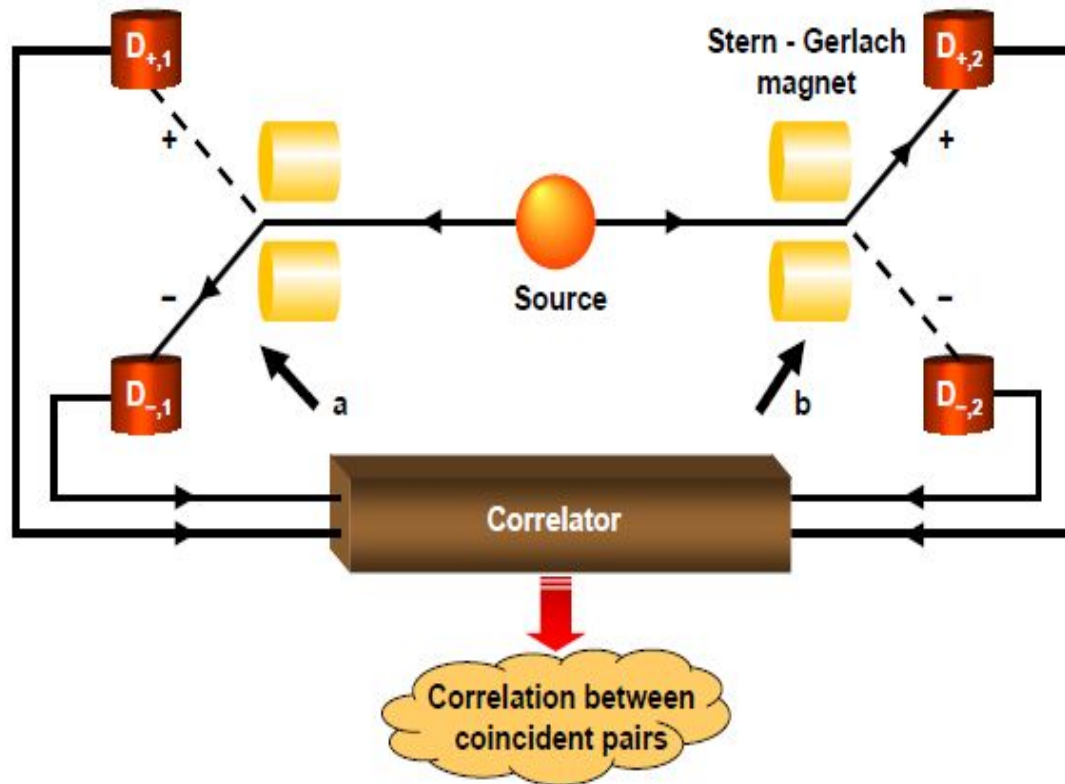 D+,1
Stern - Gerlach
magnet
D+,2
+
+
Source
–
–
D–,1
a
b
D–,2
Correlator
Correlation between
coincident pairs